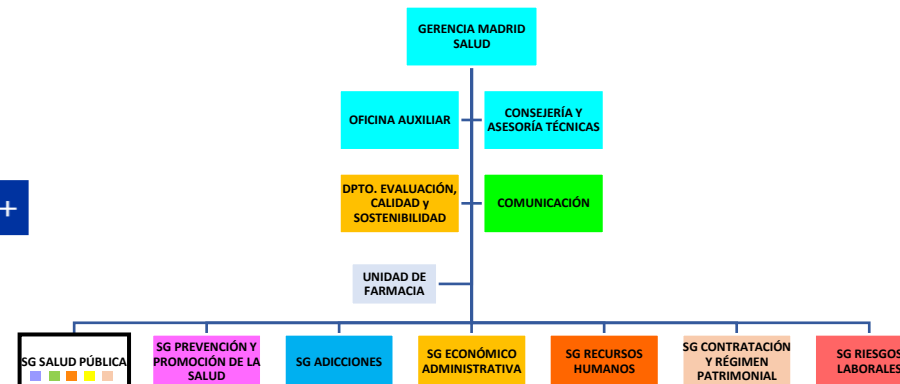 GERENCIA MADRID
SALUD
OFICINA AUXILIAR
CONSEJERÍA Y
ASESORÍA TÉCNICAS
DPTO. EVALUACIÓN,
CALIDAD y
SOSTENIBILIDAD
COMUNICACIÓN
UNIDAD DE
FARMACIA
SG SALUD PÚBLICA
SG PREVENCIÓN Y
PROMOCIÓN DE LA
SALUD
SG ADICCIONES
SG ECONÓMICO
ADMINISTRATIVA
SG RECURSOS
HUMANOS
SG CONTRATACIÓN
Y RÉGIMEN
PATRIMONIAL
SG RIESGOS
LABORALES
+